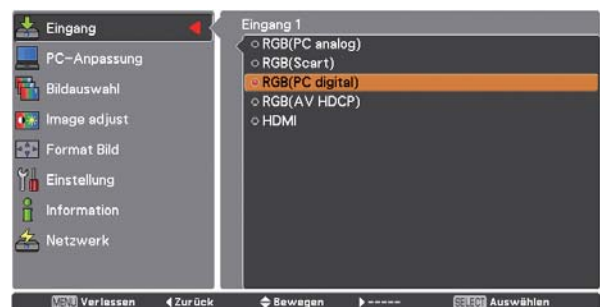 Eingang
PC-Anpassung
Bildauswahl
Image adjust
Format Bild
Einstellung
Information
Netzwerk
Eingang 1
RGB(PC analog)
RGB(Scart)
RGB(PC digital)
RGB(AV HDCP)
HDMI
MENU Verlassen ◀Zurück Bewegen ▶----- SELECT Auswählen